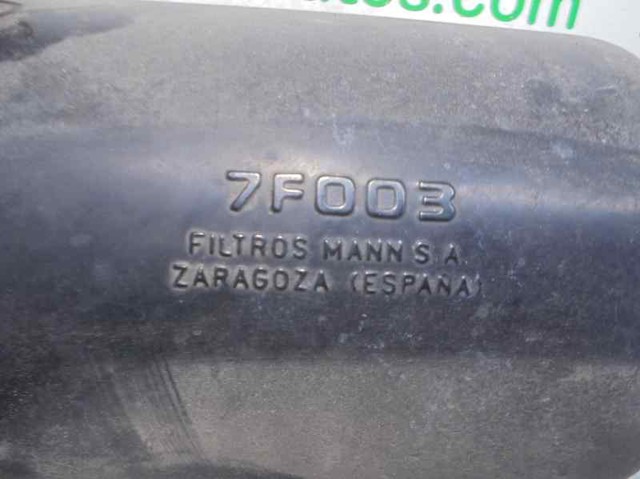 7F003
FILTROS MANN S.A.
ZARAGOZA (ESPAÑA)